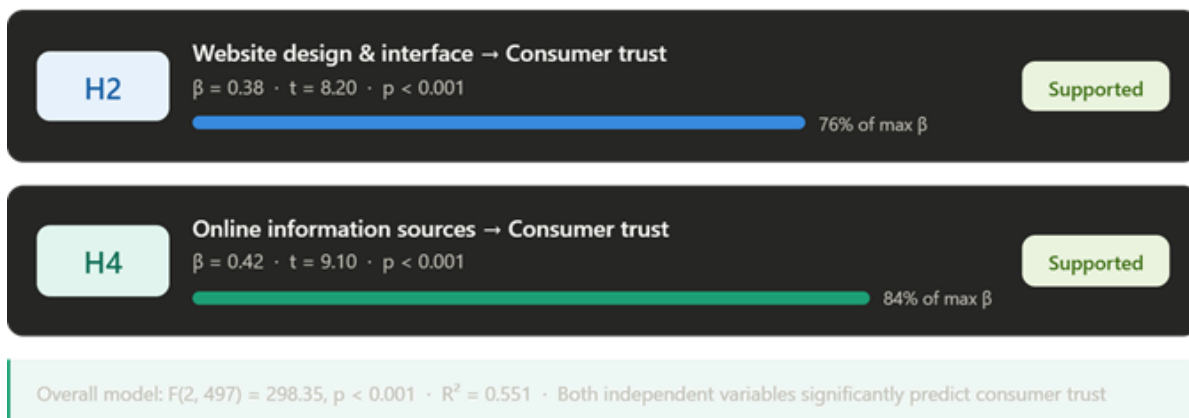 H2
Website design & interface → Consumer trust
β = 0.38 · t = 8.20 · p < 0.001
76% of max β
Supported
H4
Online information sources → Consumer trust
β = 0.42 · t = 9.10 · p < 0.001
84% of max β
Supported
Overall model: F(2, 497) = 298.35, p < 0.001 · R² = 0.551 · Both independent variables significantly predict consumer trust